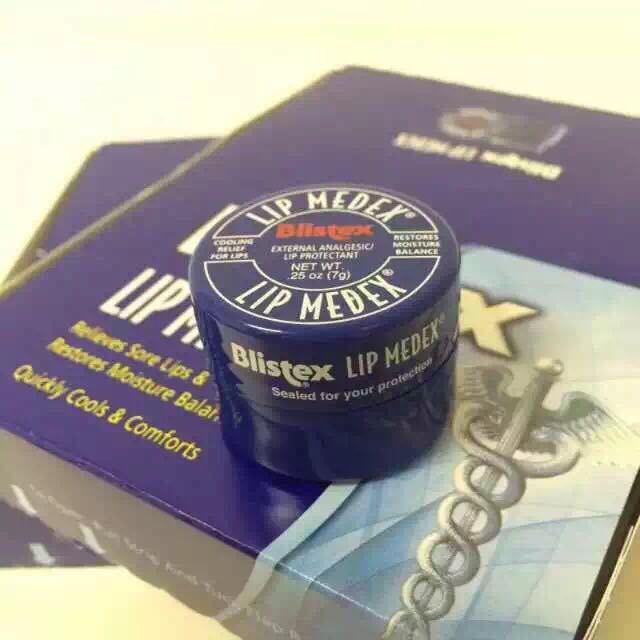 LIP MEDEX®
Blistex
COOLING
RELIEF
FOR LIPS
EXTERNAL ANALGESIC/
LIP PROTECTANT
NET WT.
.25 oz (7g)
RESTORES
MOISTURE
BALANCE
LIP MEDEX®
Blistex® LIP MEDEX®
Sealed for your protection
LIP
Relieves Sore Lips &
Restores Moisture
Quickly Cools & Comforts